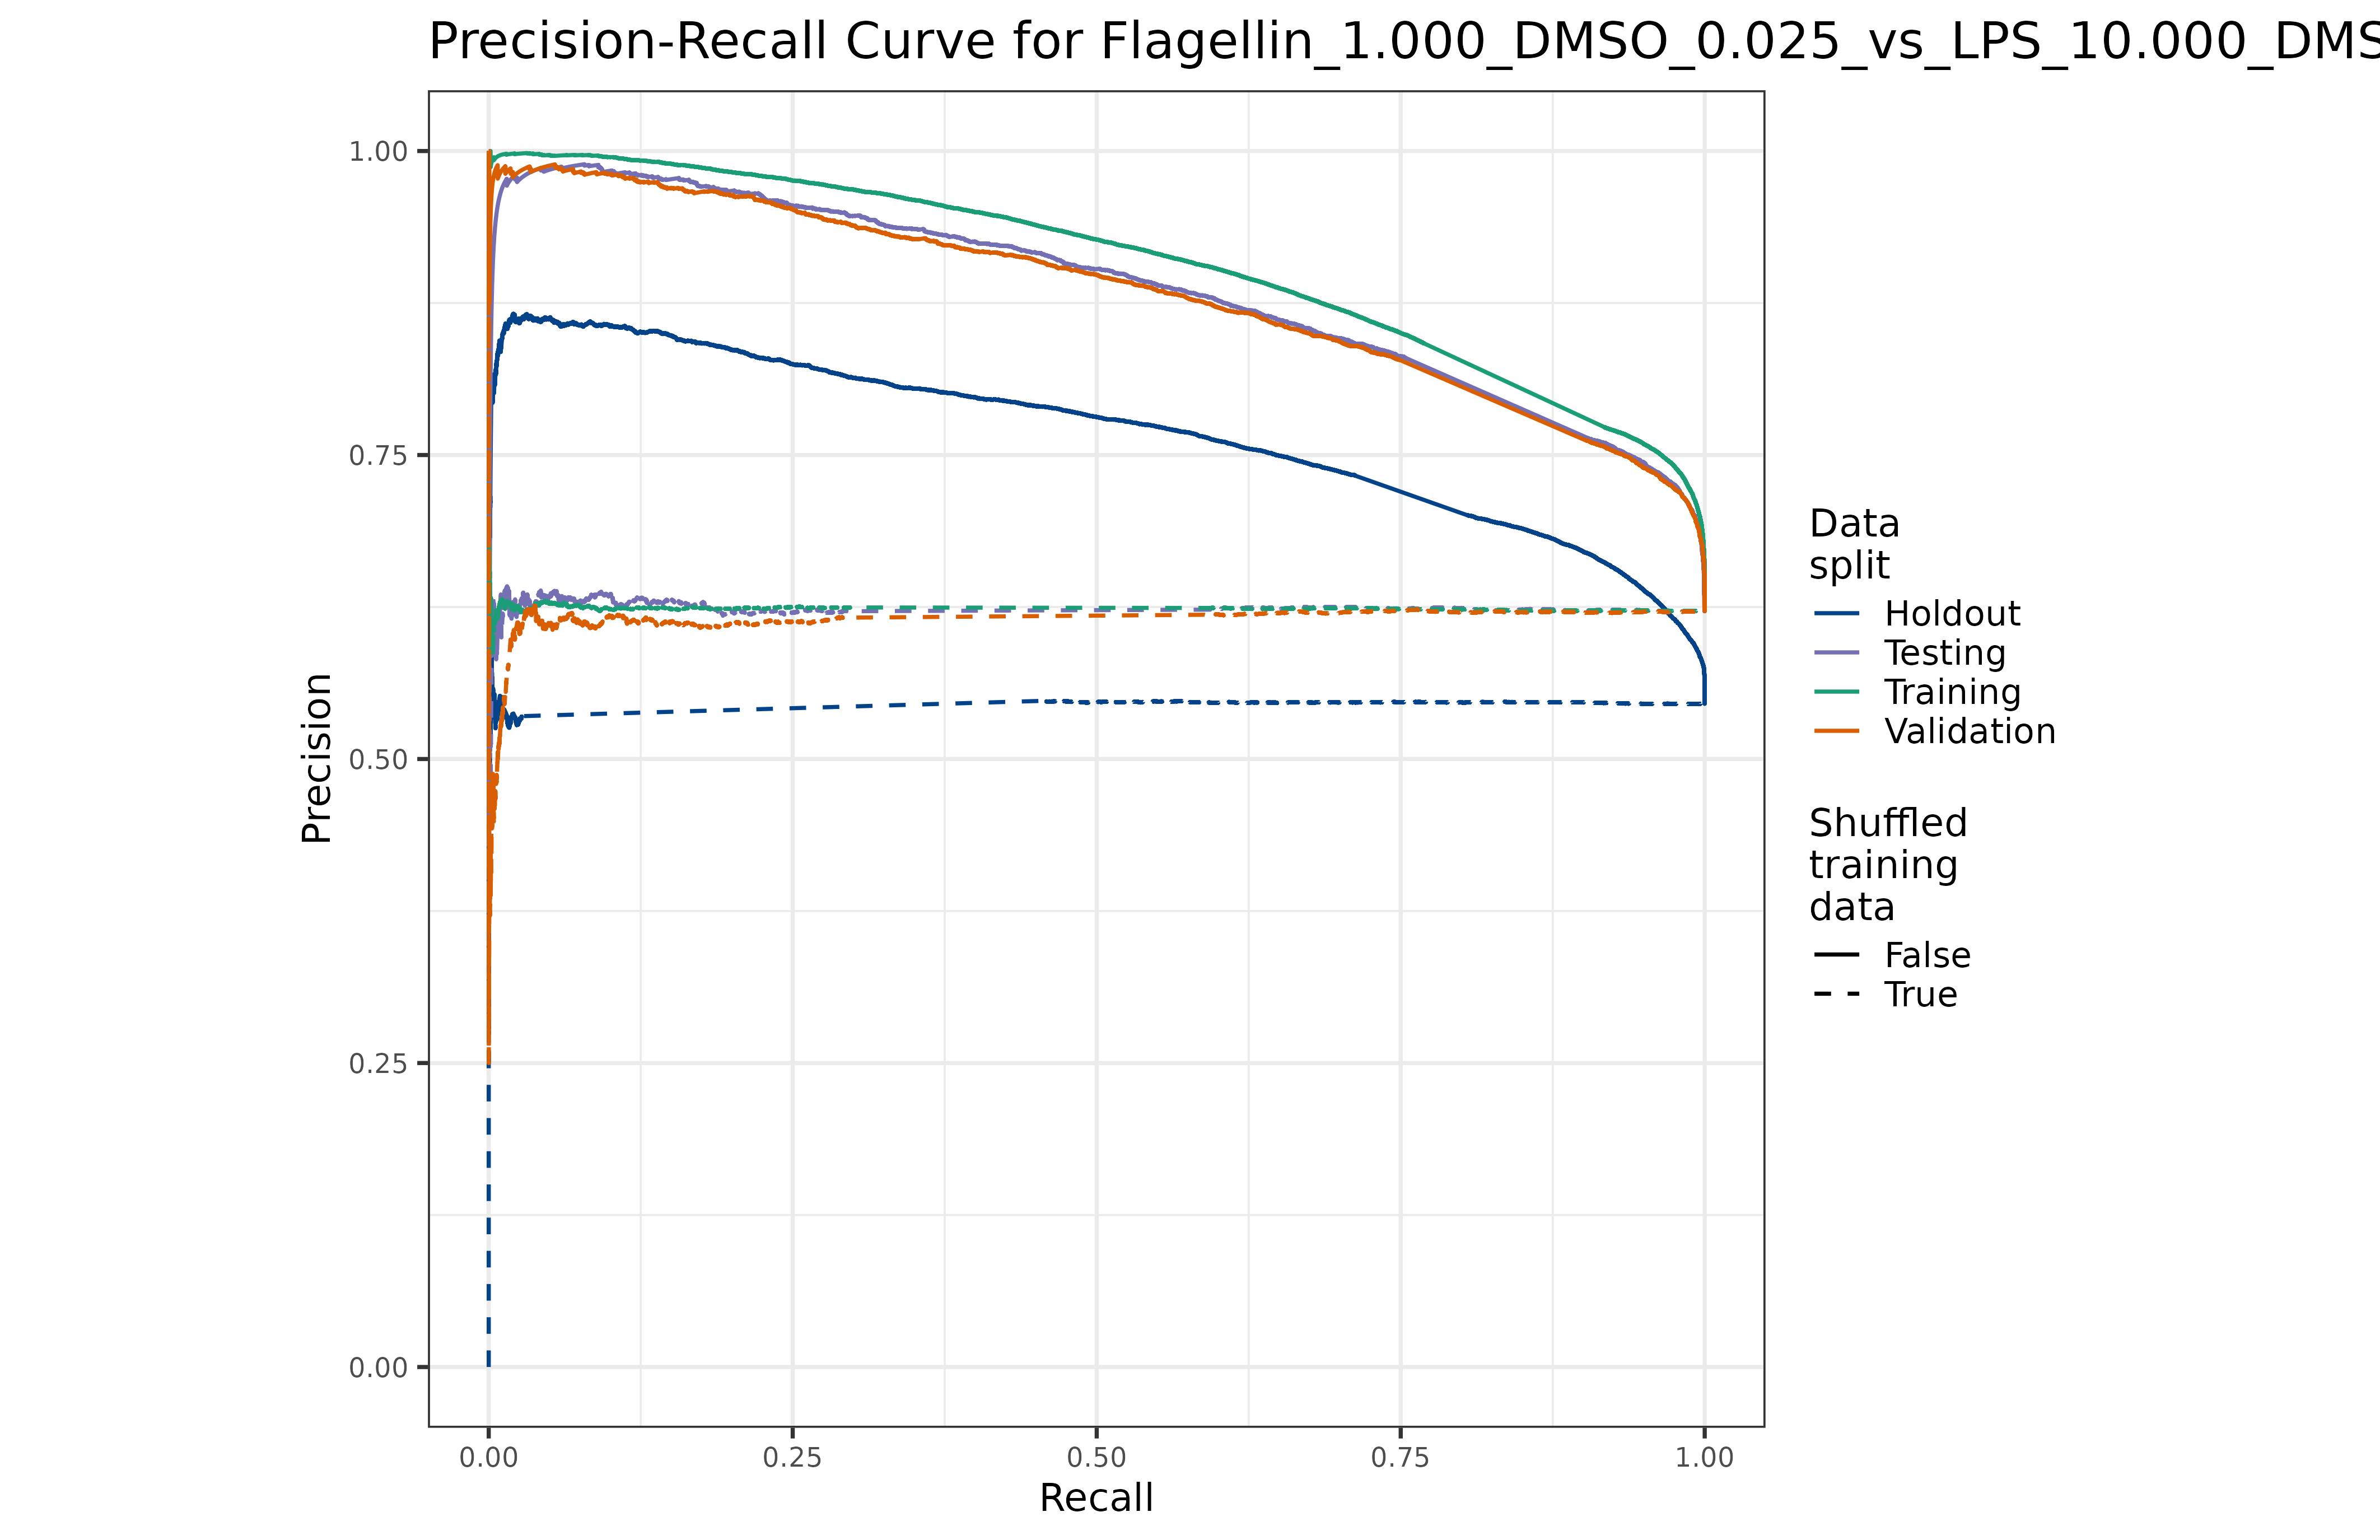 Precision-Recall Curve for Flagellin_1.000_DMSO_0.025_vs_LPS_10.000_DMS
1.00
0.75
0.50
0.25
0.00
Precision
0.00 0.25 0.50 0.75 1.00
Recall
Data
split
Holdout
Testing
Training
Validation
Shuffled
training
data
False
True